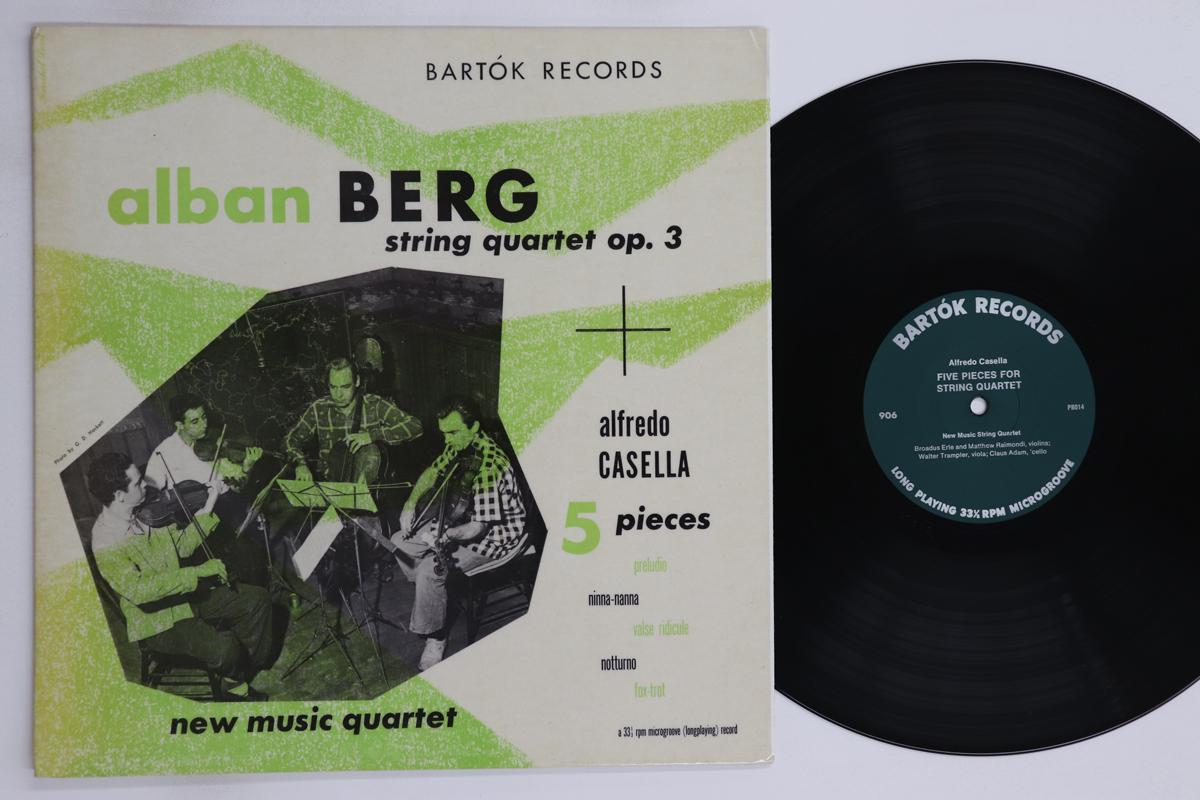 BARTÓK RECORDS
alban BERG
string quartet op. 3
Photo by C. D. Hackett
alfredo
CASELLA
5 pieces
preludio
ninna-nanna
valse ridicule
notturno
fox-trot
new music quartet
a 33⅓ rpm microgroove (longplaying) record
BARTÓK RECORDS
Alfredo Casella
FIVE PIECES FOR
STRING QUARTET
906
PB014
New Music String Quartet
Broadus Erle and Matthew Raimondi, violins;
Walter Trampler, viola; Claus Adam, 'cello
LONG PLAYING 33⅓ RPM MICROGROOVE